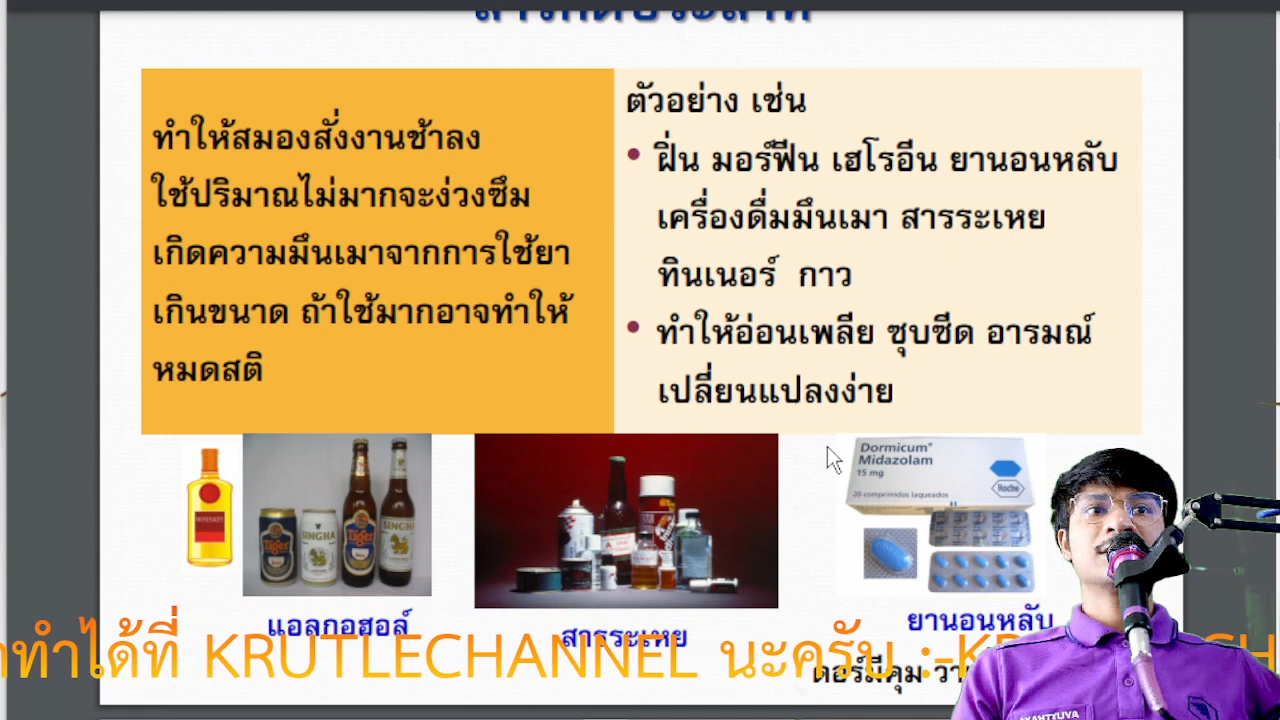 ทำให้สมองสั่งงานช้าลง
ใช้ปริมาณไม่มากจะง่วงซึม
เกิดความมึนเมาจากการใช้ยา
เกินขนาด ถ้าใช้มากอาจทำให้
หมดสติ
ตัวอย่าง เช่น
• ฝิ่น มอร์ฟีน เฮโรอีน ยานอนหลับ
เครื่องดื่มมึนเมา สารระเหย
ทินเนอร์ กาว
• ทำให้อ่อนเพลีย ซุบซีด อารมณ์
เปลี่ยนแปลงง่าย
WHISKEY
Tiger
SINGHA
Tiger
SINGHA
Dormicum®
Midazolam
15 mg
Roche
20 comprimidos laqueados
แอลกอฮอล์
สารระเหย
ยานอนหลับ
ทำได้ที่ KRUTLECHANNEL นะครับ :-